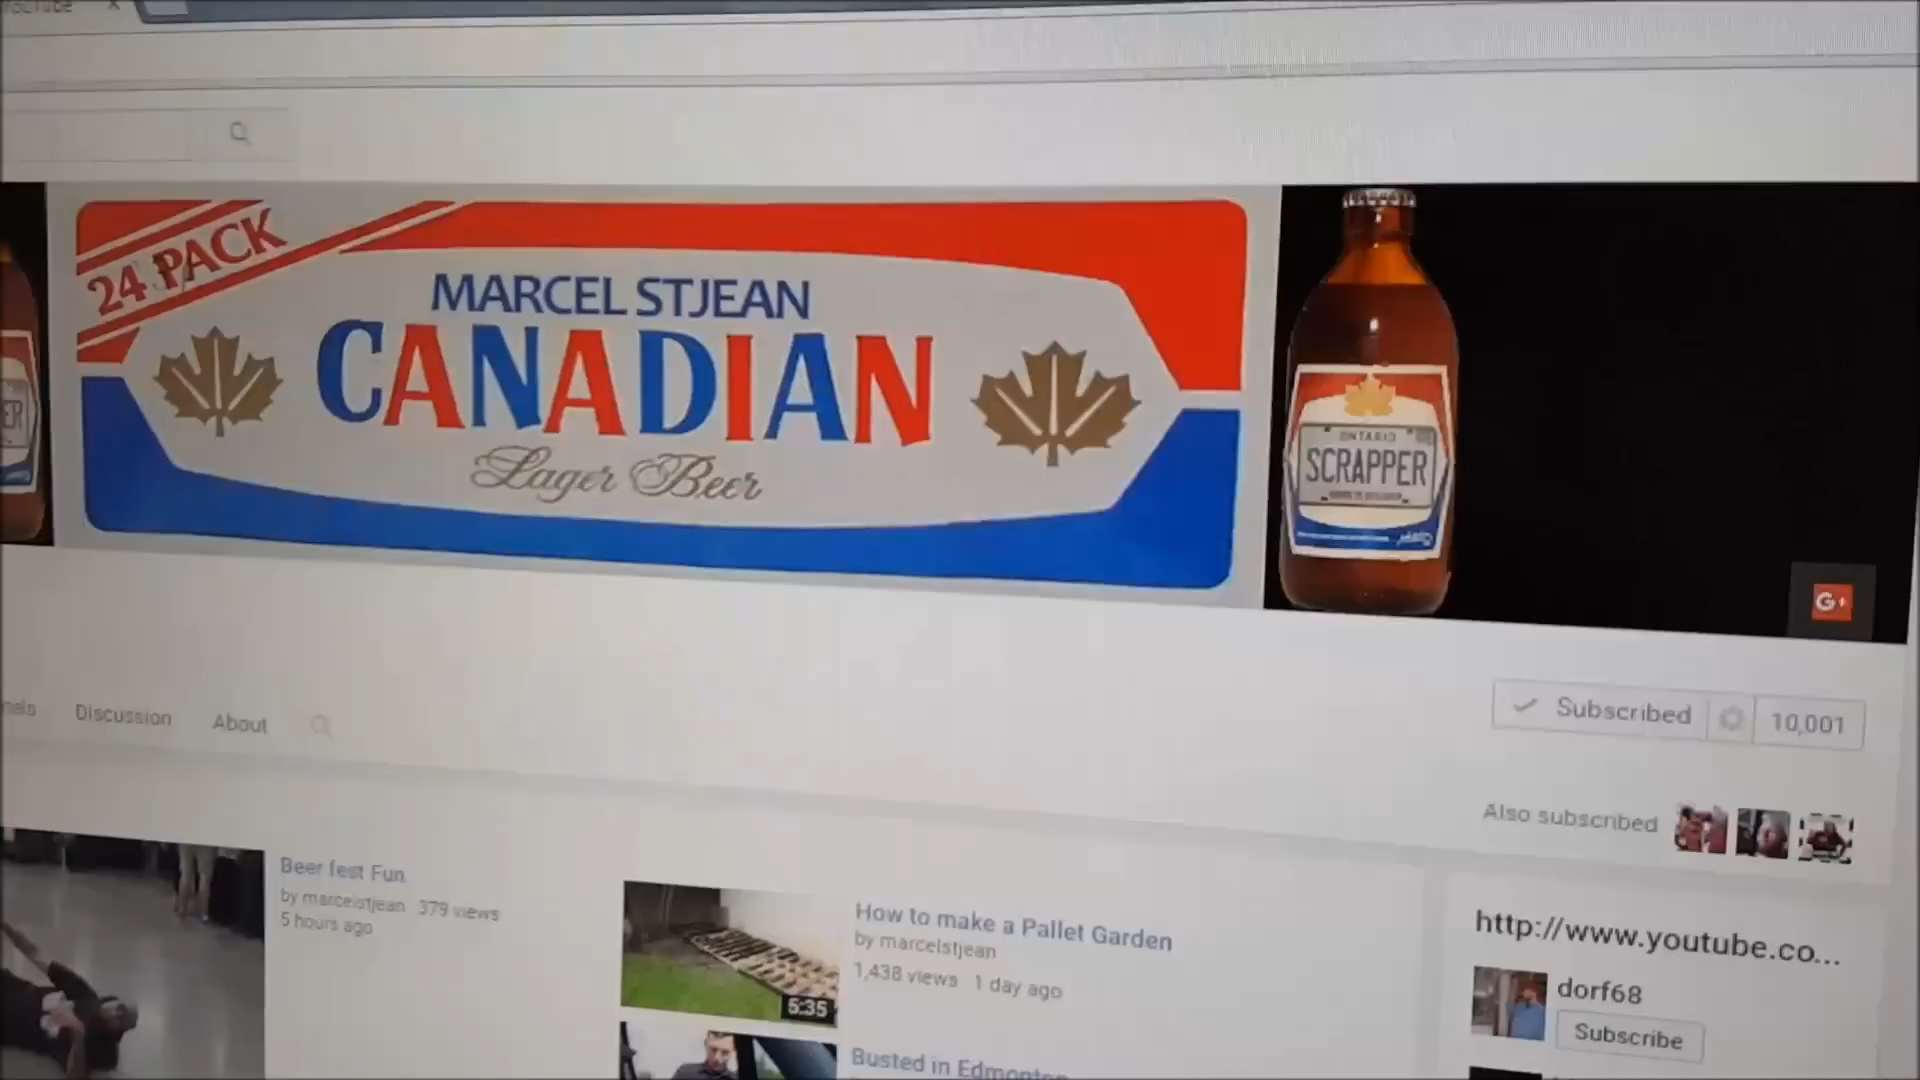 YouTube
24 PACK
MARCEL STJEAN
CANADIAN
Lager Beer
ONTARIO
SCRAPPER
G+
Discussion
About
Subscribed
10,001
Also subscribed
Beer fest Fun
by marcelstjean 379 views
5 hours ago
How to make a Pallet Garden
by marcelstjean
1,438 views 1 day ago
5:35
Busted in Edmonton
http://www.youtube.co...
dorf68
Subscribe